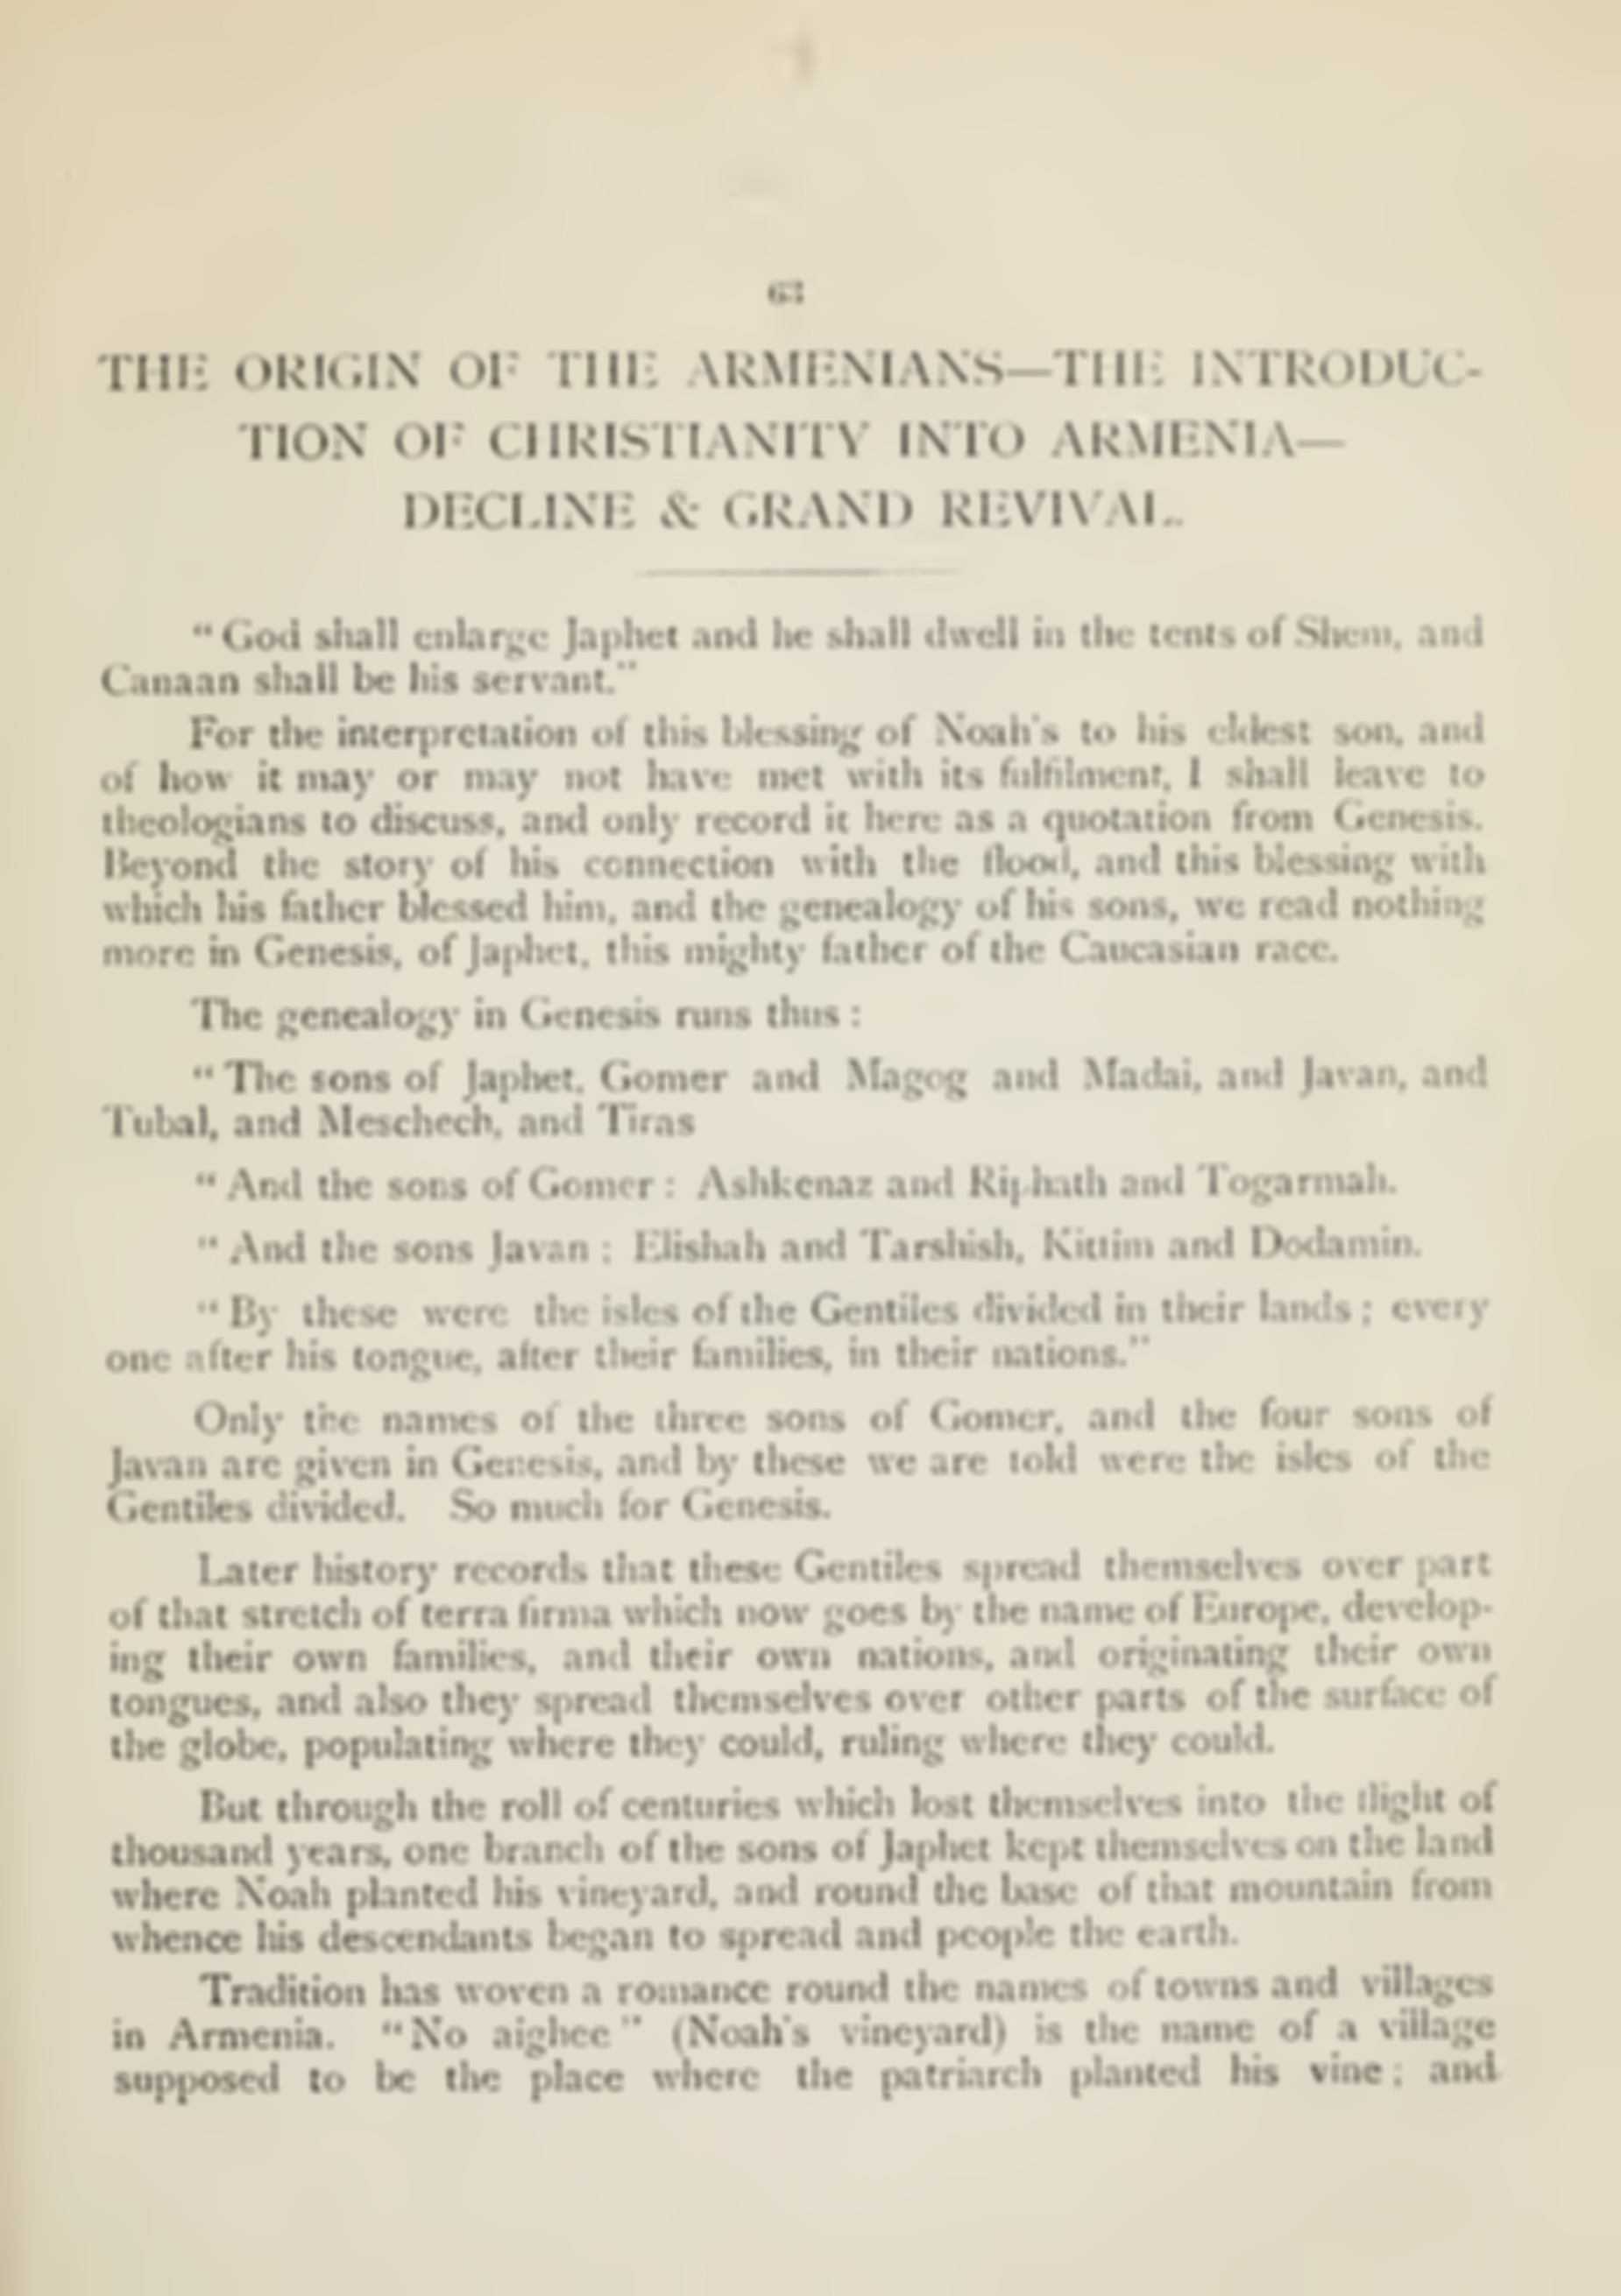 63
THE ORIGIN OF THE ARMENIANS—THE INTRODUC-
TION OF CHRISTIANITY INTO ARMENIA—
DECLINE & GRAND REVIVAL.
“God shall enlarge Japhet and he shall dwell in the tents of Shem, and
Canaan shall be his servant.”
For the interpretation of this blessing of Noah's to his eldest son, and
of how it may or may not have met with its fulfilment, I shall leave to
theologians to discuss, and only record it here as a quotation from Genesis.
Beyond the story of his connection with the flood, and this blessing with
which his father blessed him, and the genealogy of his sons, we read nothing
more in Genesis, of Japhet, this mighty father of the Caucasian race.
The genealogy in Genesis runs thus :
“The sons of Japhet. Gomer and Magog and Madai, and Javan, and
Tubal, and Meschech, and Tiras
“And the sons of Gomer : Ashkenaz and Riphath and Togarmah.
“And the sons Javan : Elishah and Tarshish, Kittim and Dodamin.
“By these were the isles of the Gentiles divided in their lands ; every
one after his tongue, after their families, in their nations.”
Only the names of the three sons of Gomer, and the four sons of
Javan are given in Genesis, and by these we are told were the isles of the
Gentiles divided. So much for Genesis.
Later history records that these Gentiles spread themselves over part
of that stretch of terra firma which now goes by the name of Europe, develop-
ing their own families, and their own nations, and originating their own
tongues, and also they spread themselves over other parts of the surface of
the globe, populating where they could, ruling where they could.
But through the roll of centuries which lost themselves into the flight of
thousand years, one branch of the sons of Japhet kept themselves on the land
where Noah planted his vineyard, and round the base of that mountain from
whence his descendants began to spread and people the earth.
Tradition has woven a romance round the names of towns and villages
in Armenia. “No aighee” (Noah's vineyard) is the name of a village
supposed to be the place where the patriarch planted his vine ; and